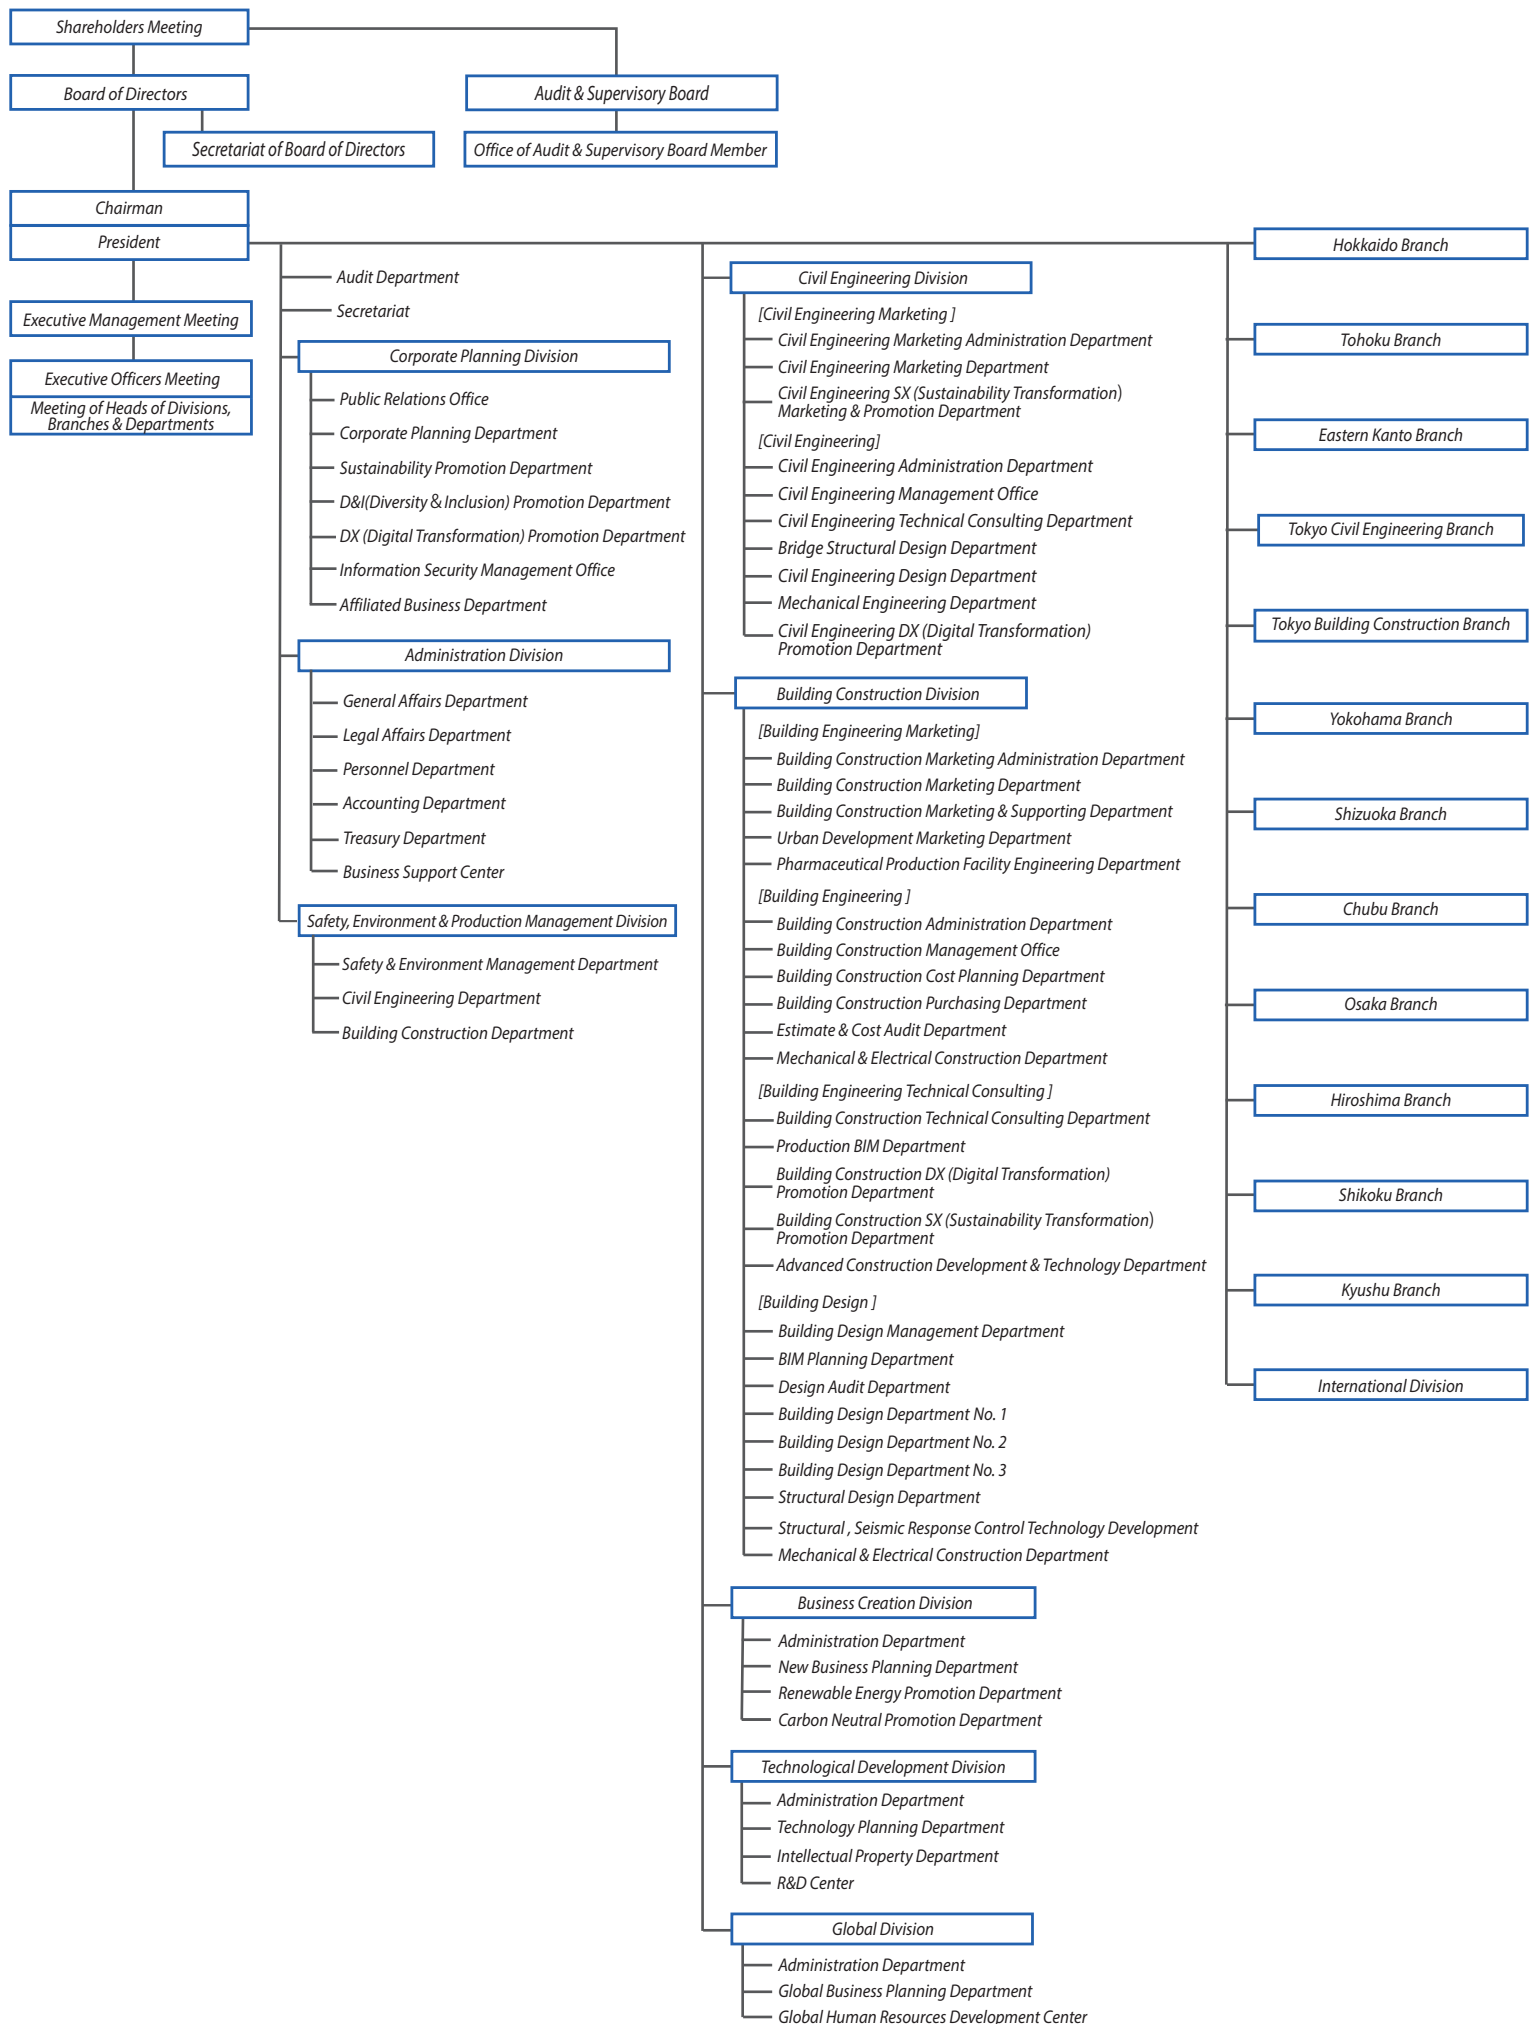 Shareholders Meeting
Board of Directors
Audit & Supervisory Board
Secretariat of Board of Directors
Office of Audit & Supervisory Board Member
Chairman
President
Executive Management Meeting
Executive Officers Meeting
Meeting of Heads of Divisions,
Branches & Departments
Audit Department
Secretariat
Corporate Planning Division
Public Relations Office
Corporate Planning Department
Sustainability Promotion Department
D&I(Diversity & Inclusion) Promotion Department
DX (Digital Transformation) Promotion Department
Information Security Management Office
Affiliated Business Department
Administration Division
General Affairs Department
Legal Affairs Department
Personnel Department
Accounting Department
Treasury Department
Business Support Center
Safety, Environment & Production Management Division
Safety & Environment Management Department
Civil Engineering Department
Building Construction Department
Civil Engineering Division
[Civil Engineering Marketing ]
Civil Engineering Marketing Administration Department
Civil Engineering Marketing Department
Civil Engineering SX (Sustainability Transformation)
Marketing & Promotion Department
[Civil Engineering]
Civil Engineering Administration Department
Civil Engineering Management Office
Civil Engineering Technical Consulting Department
Bridge Structural Design Department
Civil Engineering Design Department
Mechanical Engineering Department
Civil Engineering DX (Digital Transformation)
Promotion Department
Building Construction Division
[Building Engineering Marketing]
Building Construction Marketing Administration Department
Building Construction Marketing Department
Building Construction Marketing & Supporting Department
Urban Development Marketing Department
Pharmaceutical Production Facility Engineering Department
[Building Engineering ]
Building Construction Administration Department
Building Construction Management Office
Building Construction Cost Planning Department
Building Construction Purchasing Department
Estimate & Cost Audit Department
Mechanical & Electrical Construction Department
[Building Engineering Technical Consulting ]
Building Construction Technical Consulting Department
Production BIM Department
Building Construction DX (Digital Transformation)
Promotion Department
Building Construction SX (Sustainability Transformation)
Promotion Department
Advanced Construction Development & Technology Department
[Building Design ]
Building Design Management Department
BIM Planning Department
Design Audit Department
Building Design Department No. 1
Building Design Department No. 2
Building Design Department No. 3
Structural Design Department
Structural , Seismic Response Control Technology Development
Mechanical & Electrical Construction Department
Business Creation Division
Administration Department
New Business Planning Department
Renewable Energy Promotion Department
Carbon Neutral Promotion Department
Technological Development Division
Administration Department
Technology Planning Department
Intellectual Property Department
R&D Center
Global Division
Administration Department
Global Business Planning Department
Global Human Resources Development Center
Hokkaido Branch
Tohoku Branch
Eastern Kanto Branch
Tokyo Civil Engineering Branch
Tokyo Building Construction Branch
Yokohama Branch
Shizuoka Branch
Chubu Branch
Osaka Branch
Hiroshima Branch
Shikoku Branch
Kyushu Branch
International Division